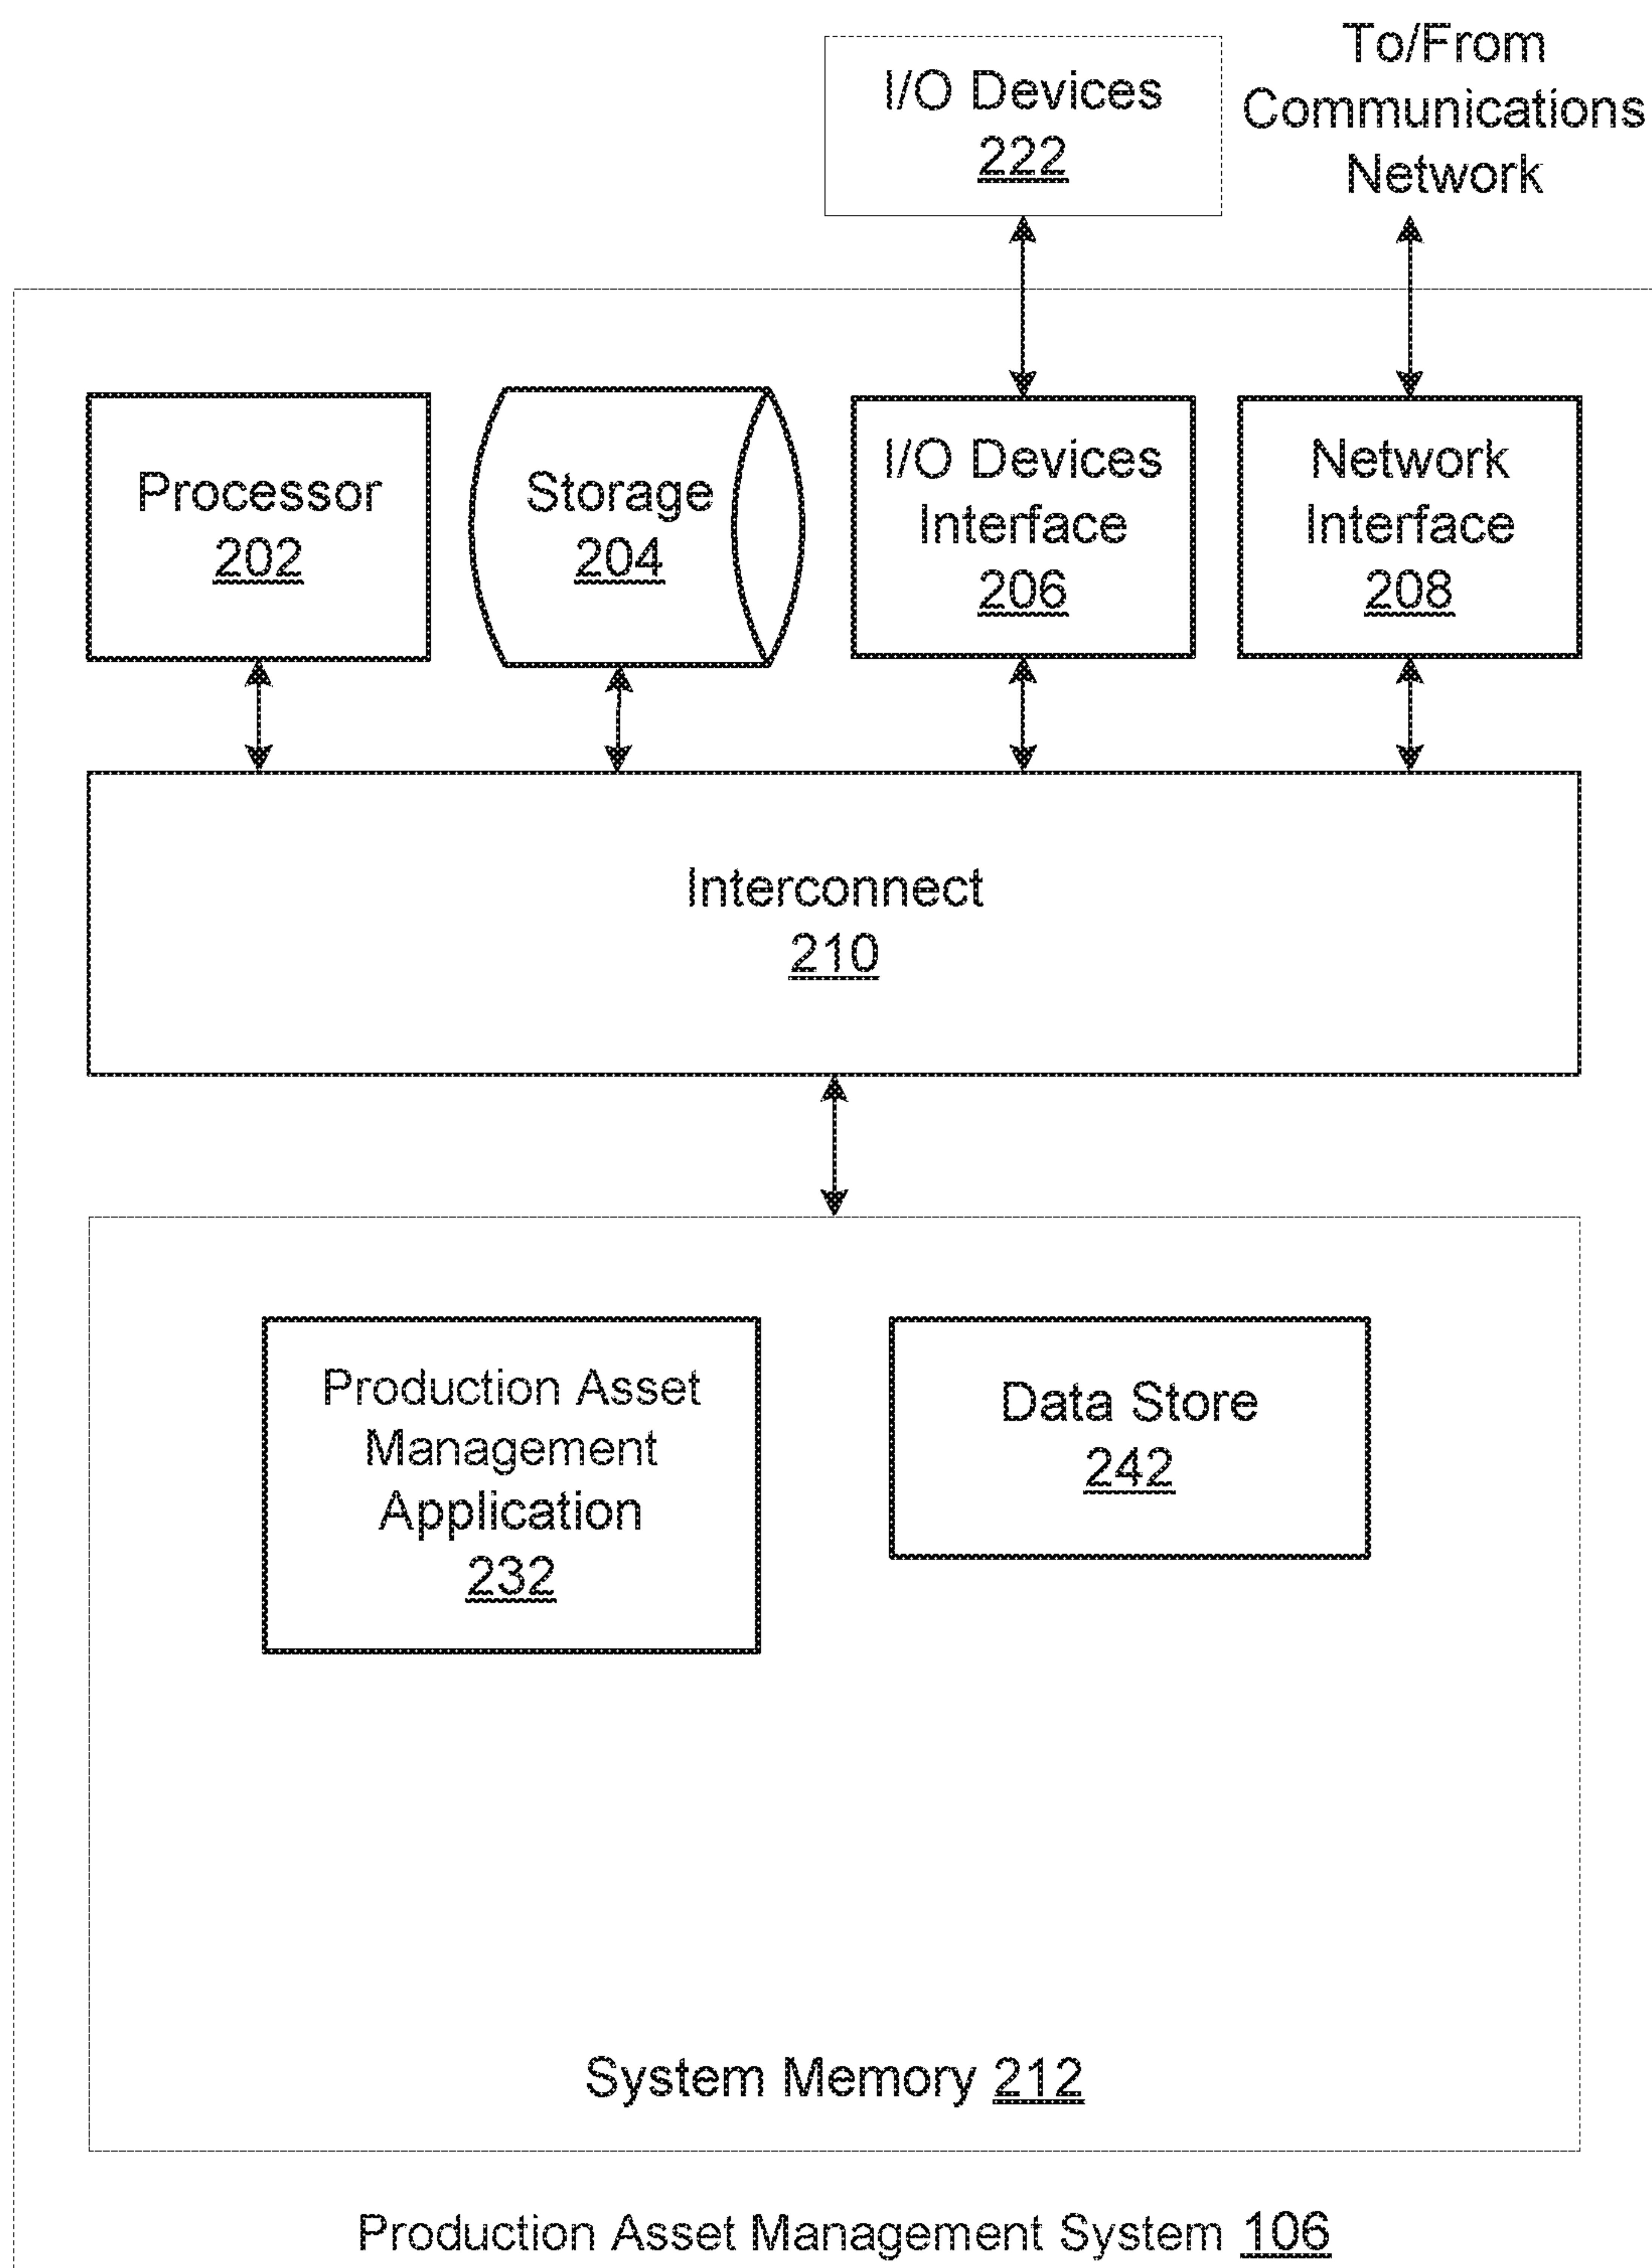 I/O Devices
222
To/From
Communications
Network
Processor
202
Storage
204
I/O Devices
Interface
206
Network
Interface
208
Interconnect
210
Production Asset
Management
Application
232
Data Store
242
System Memory 212
Production Asset Management System 106